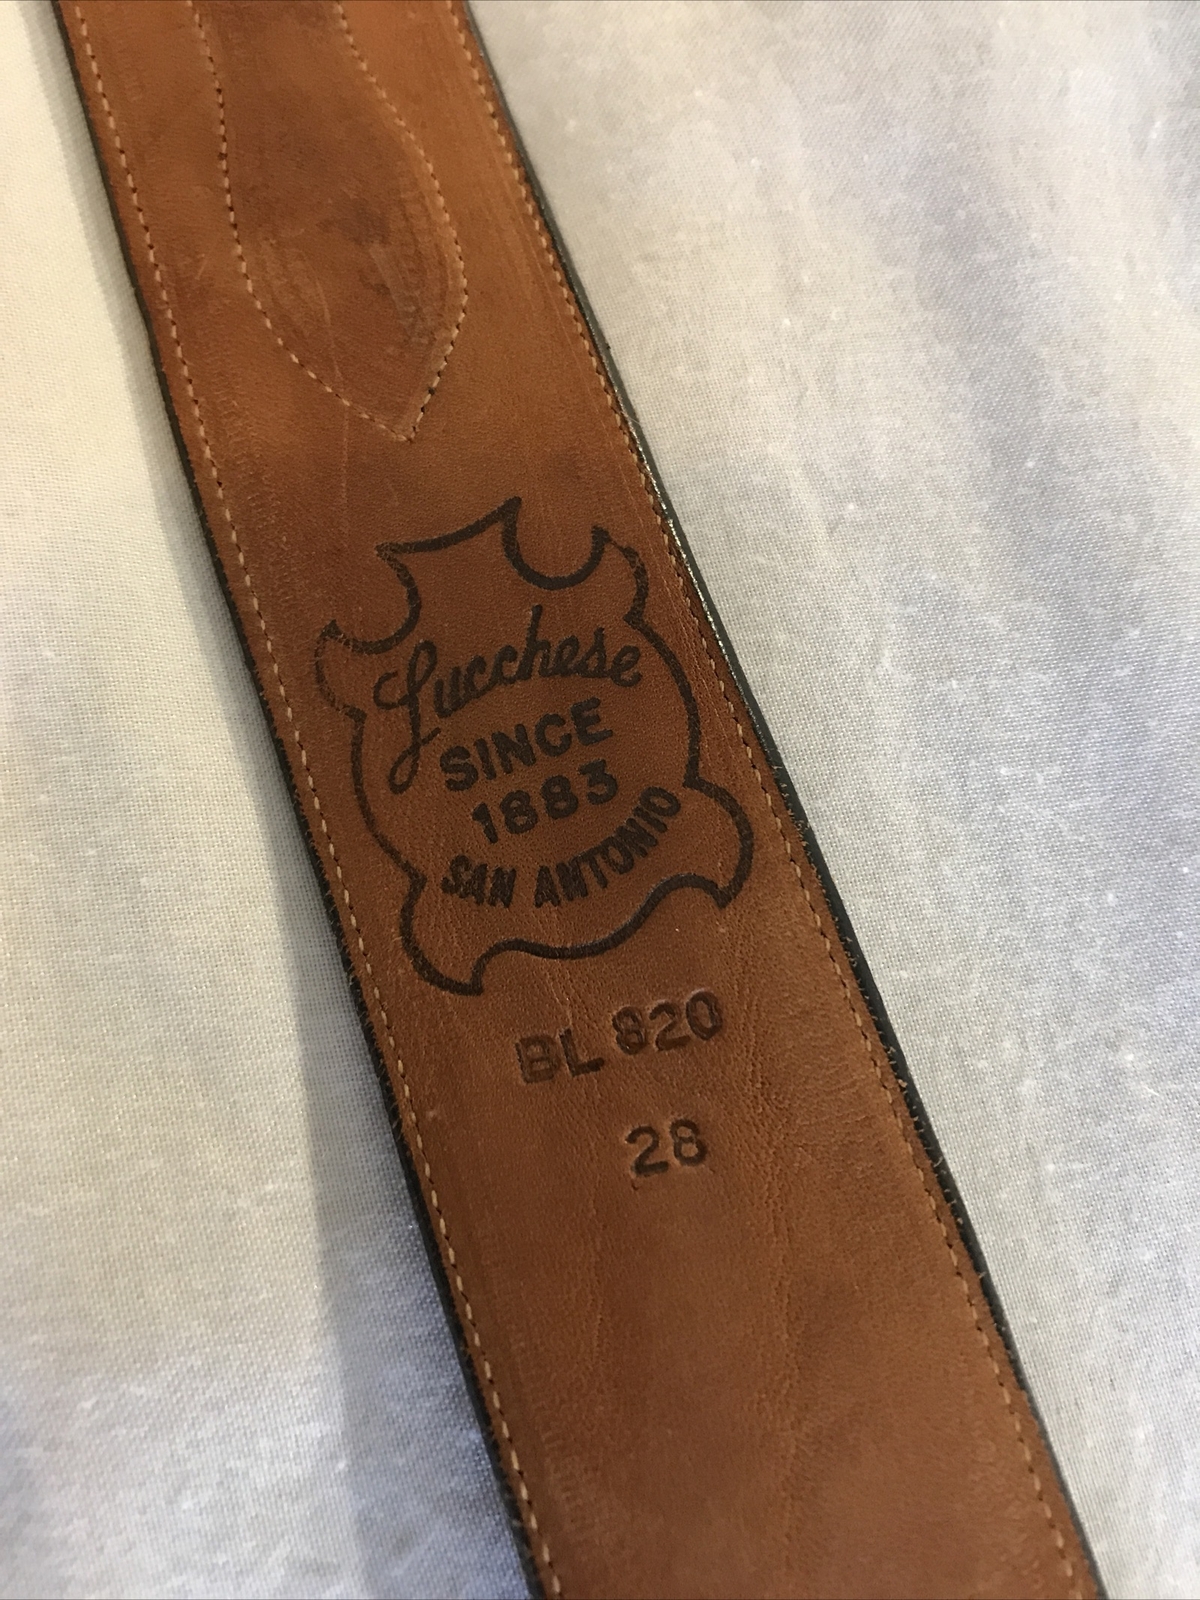 Lucchese
SINCE
1883
SAN ANTONIO
BL 820
28